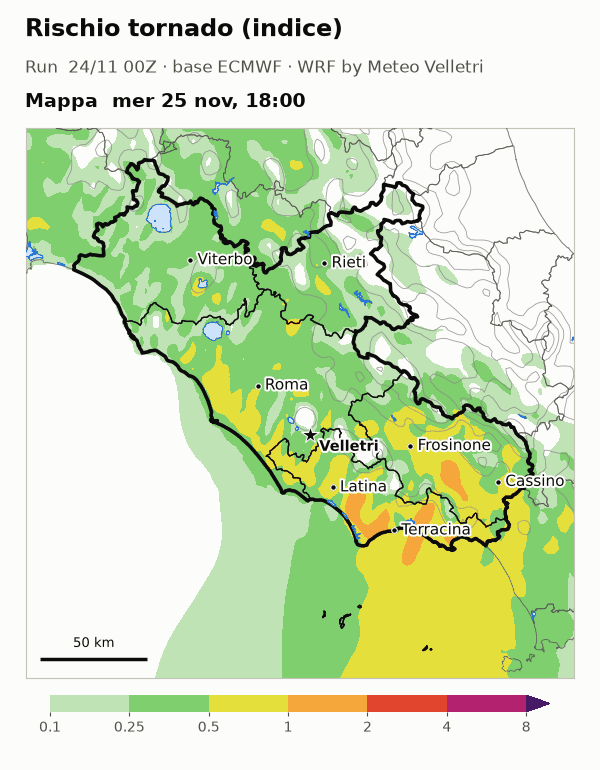 Rischio tornado (indice)
Run  24/11 00Z · base ECMWF · WRF by Meteo Velletri
Mappa  mer 25 nov, 18:00
Viterbo
Rieti
Roma
Velletri
Frosinone
Latina
Cassino
Terracina
50 km
0.1 0.25 0.5 1 2 4 8